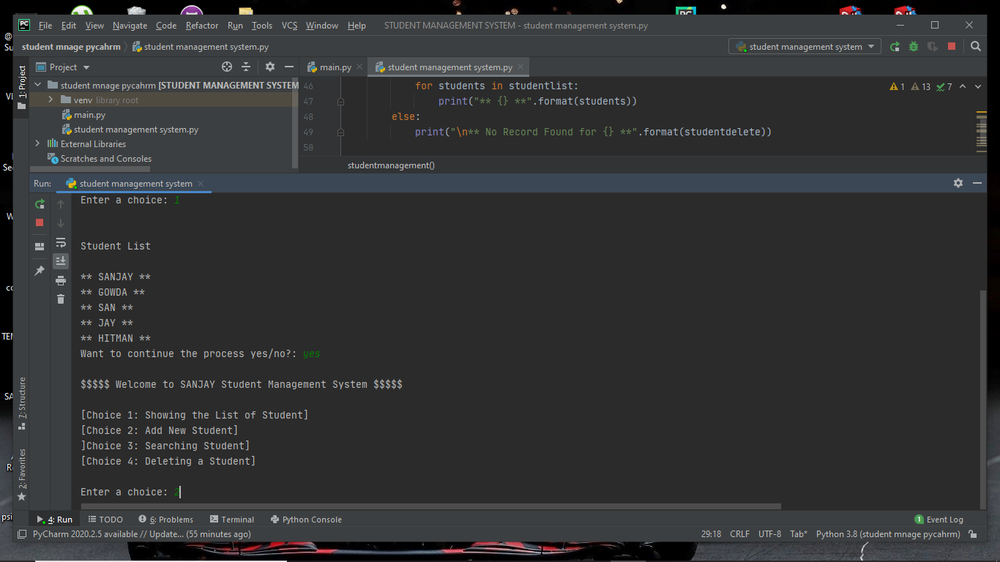 File Edit View Navigate Code Refactor Run Tools VCS Window Help STUDENT MANAGEMENT SYSTEM - student management system.py
student mnage pycahrm student management system.py student management system
1: Project
Project
main.py student management system.py
student mnage pycahrm [STUDENT MANAGEMENT SYSTEM
venv library root
main.py
student management system.py
External Libraries
Scratches and Consoles
46 for students in studentlist:
47 print("** {} **".format(students))
48 else:
49 print("\n** No Record Found for {} **".format(studentdelete))
50
1 13 7
studentmanagement()
Run: student management system
Enter a choice: 1
Student List
** SANJAY **
** GOWDA **
** SAN **
** JAY **
** HITMAN **
Want to continue the process yes/no?: yes
$$$$$ Welcome to SANJAY Student Management System $$$$$
[Choice 1: Showing the List of Student]
[Choice 2: Add New Student]
]Choice 3: Searching Student]
[Choice 4: Deleting a Student]
Enter a choice: 2
7: Structure
2: Favorites
4: Run TODO 6: Problems Terminal Python Console 1 Event Log
PyCharm 2020.2.5 available // Update... (55 minutes ago) 29:18 CRLF UTF-8 Tab* Python 3.8 (student mnage pycahrm)